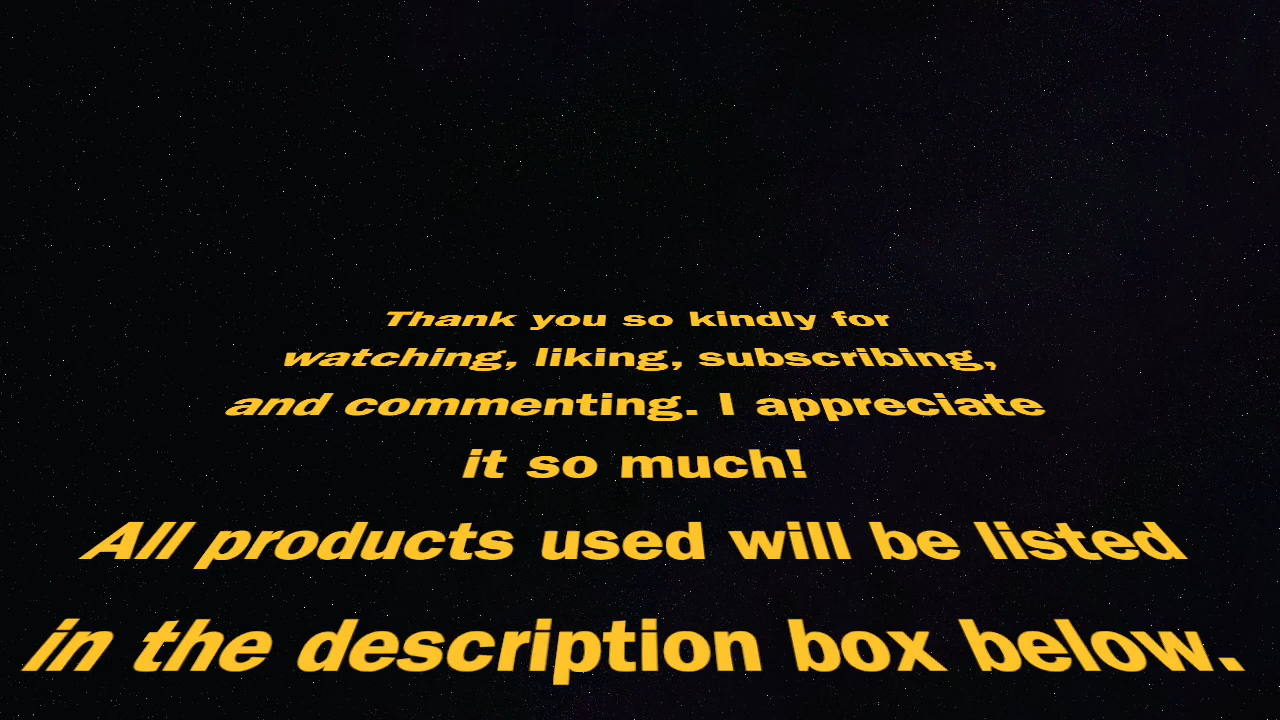 Thank you so kindly for
watching, liking, subscribing,
and commenting. I appreciate
it so much!
All products used will be listed
in the description box below.